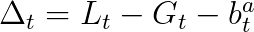 Δ_t = L_t − G_t − b_t^a